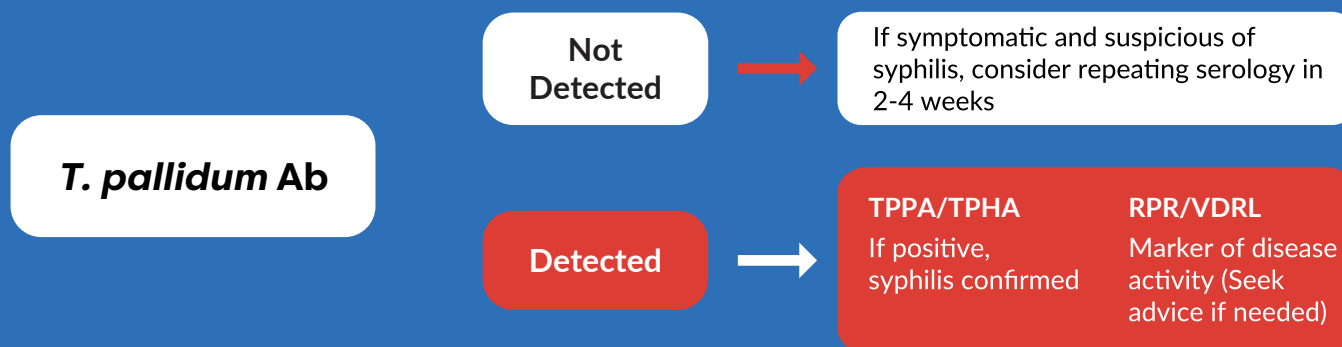 Not
Detected
If symptomatic and suspicious of
syphilis, consider repeating serology in
2-4 weeks
T. pallidum Ab
Detected
TPPA/TPHA
If positive,
syphilis confirmed
RPR/VDRL
Marker of disease
activity (Seek
advice if needed)